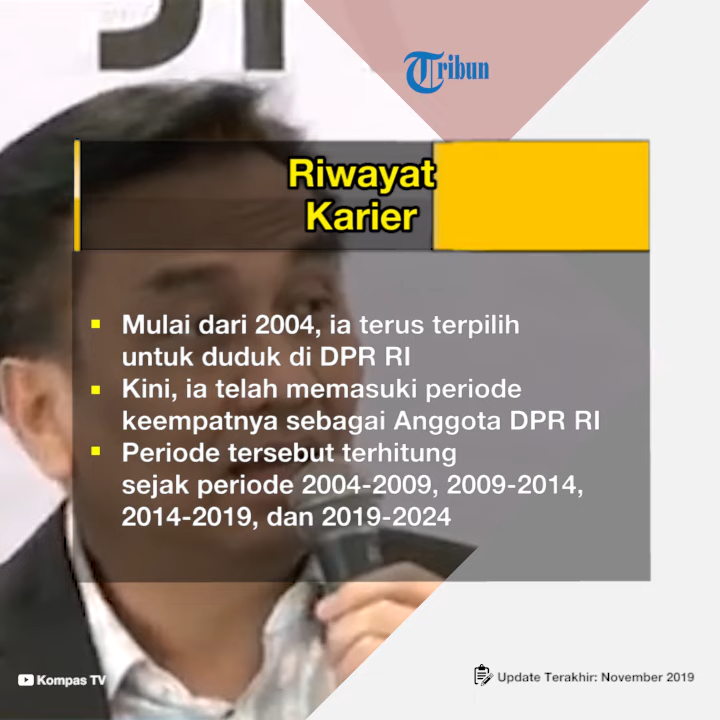 Tribun
Riwayat
Karier
Mulai dari 2004, ia terus terpilih
untuk duduk di DPR RI
Kini, ia telah memasuki periode
keempatnya sebagai Anggota DPR RI
Periode tersebut terhitung
sejak periode 2004-2009, 2009-2014,
2014-2019, dan 2019-2024
Kompas TV
Update Terakhir: November 2019